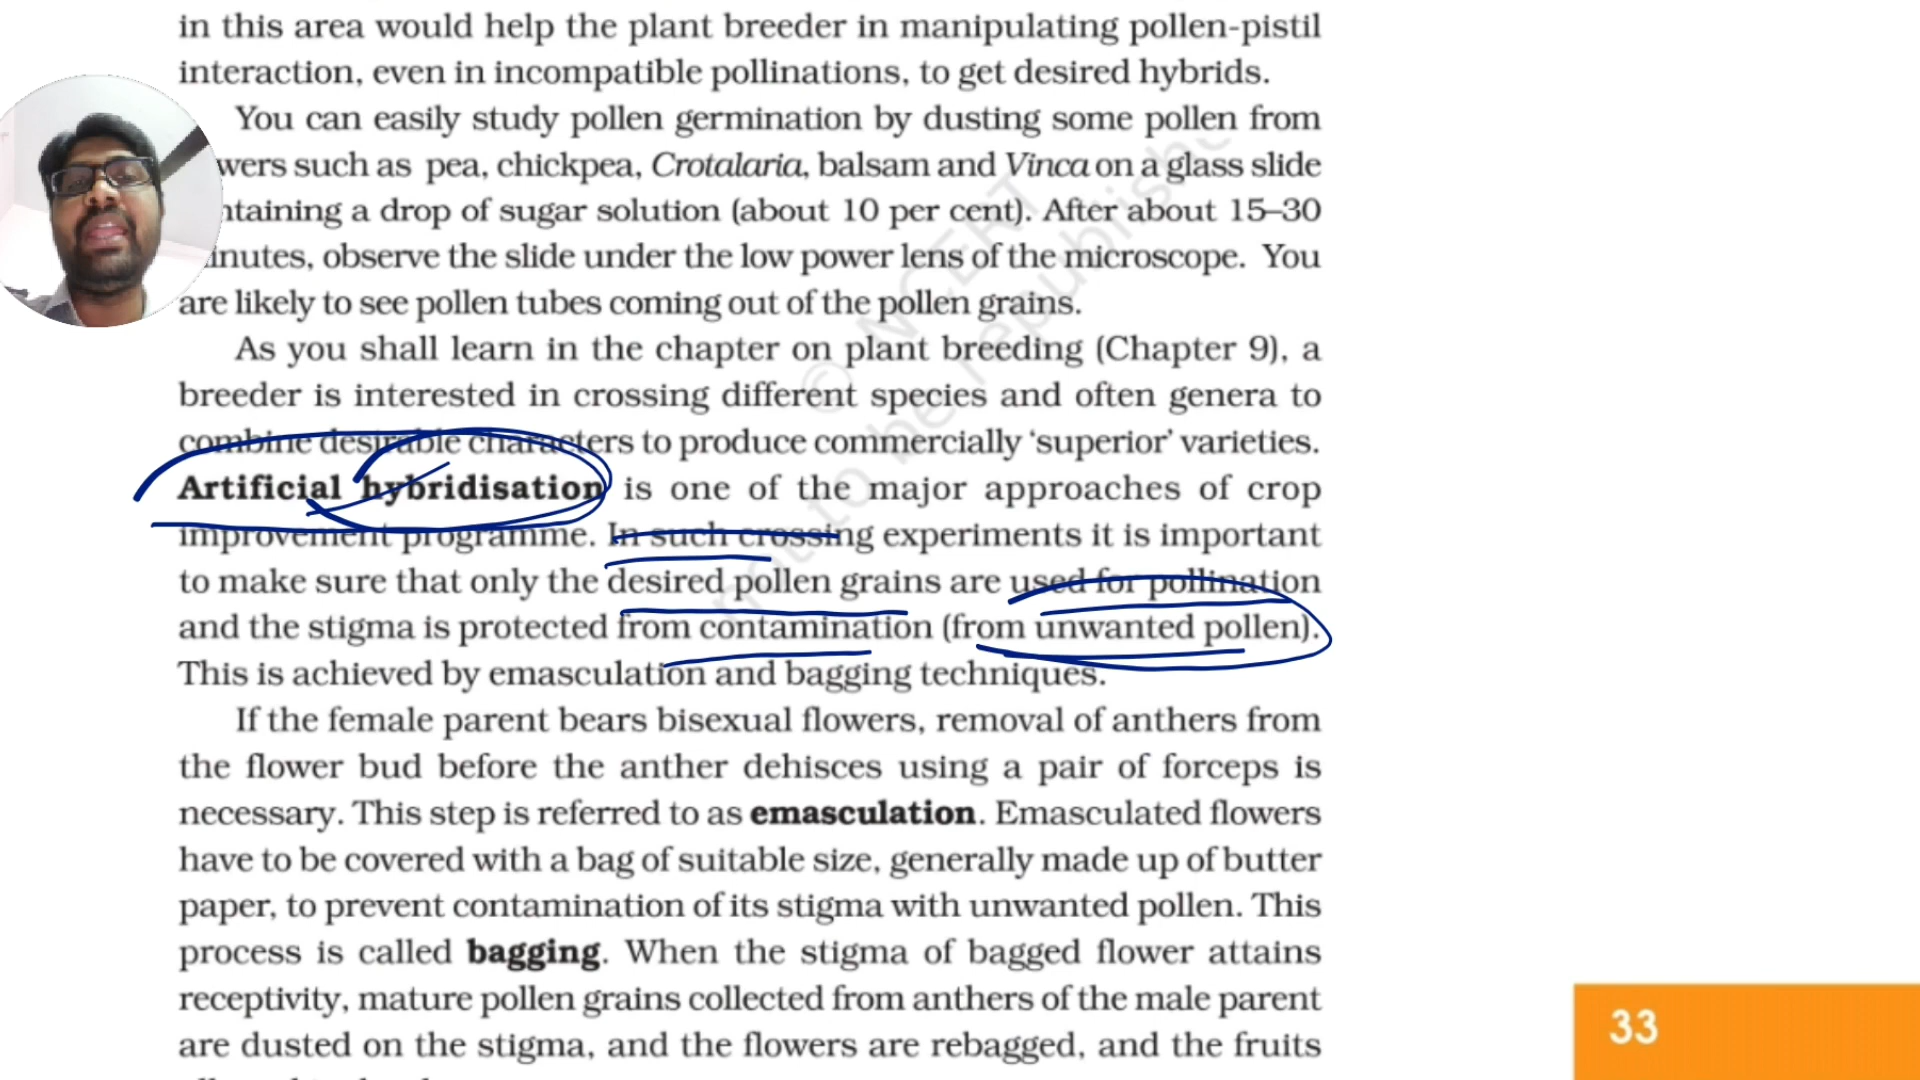 in this area would help the plant breeder in manipulating pollen-pistil
interaction, even in incompatible pollinations, to get desired hybrids.
You can easily study pollen germination by dusting some pollen from
wers such as pea, chickpea, Crotalaria, balsam and Vinca on a glass slide
ntaining a drop of sugar solution (about 10 per cent). After about 15–30
inutes, observe the slide under the low power lens of the microscope. You
are likely to see pollen tubes coming out of the pollen grains.
As you shall learn in the chapter on plant breeding (Chapter 9), a
breeder is interested in crossing different species and often genera to
combine desirable characters to produce commercially ‘superior’ varieties.
Artificial hybridisation is one of the major approaches of crop
improvement programme. In such crossing experiments it is important
to make sure that only the desired pollen grains are used for pollination
and the stigma is protected from contamination (from unwanted pollen).
This is achieved by emasculation and bagging techniques.
If the female parent bears bisexual flowers, removal of anthers from
the flower bud before the anther dehisces using a pair of forceps is
necessary. This step is referred to as emasculation. Emasculated flowers
have to be covered with a bag of suitable size, generally made up of butter
paper, to prevent contamination of its stigma with unwanted pollen. This
process is called bagging. When the stigma of bagged flower attains
receptivity, mature pollen grains collected from anthers of the male parent
are dusted on the stigma, and the flowers are rebagged, and the fruits
© NCERT
not to be republishe
33